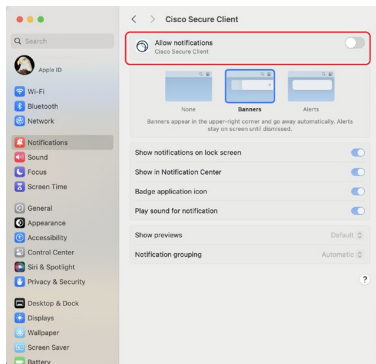 Cisco Secure Client
Search
Apple ID
Wi-Fi
Bluetooth
Network
Notifications
Sound
Focus
Screen Time
General
Appearance
Accessibility
Control Center
Siri & Spotlight
Privacy & Security
Desktop & Dock
Displays
Wallpaper
Screen Saver
Battery
Allow notifications
Cisco Secure Client
None
Banners
Alerts
Banners appear in the upper-right corner and go away automatically. Alerts
stay on screen until dismissed.
Show notifications on lock screen
Show in Notification Center
Badge application icon
Play sound for notification
Show previews
Default
Notification grouping
Automatic
?